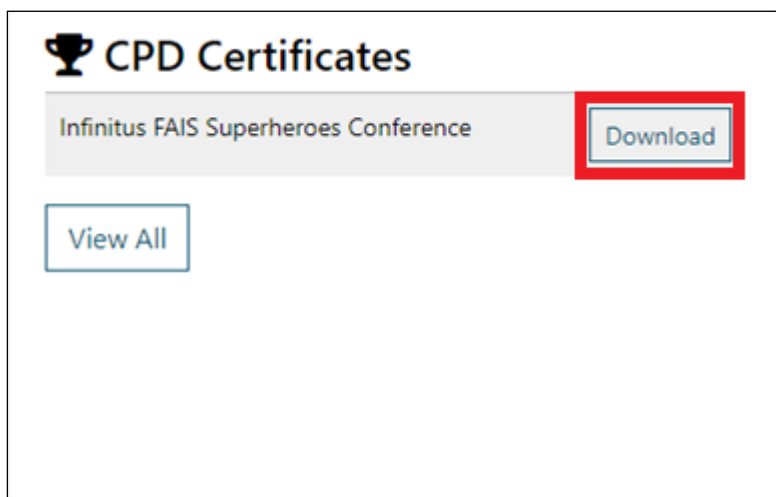 CPD Certificates
Infinitus FAIS Superheroes Conference
Download
View All